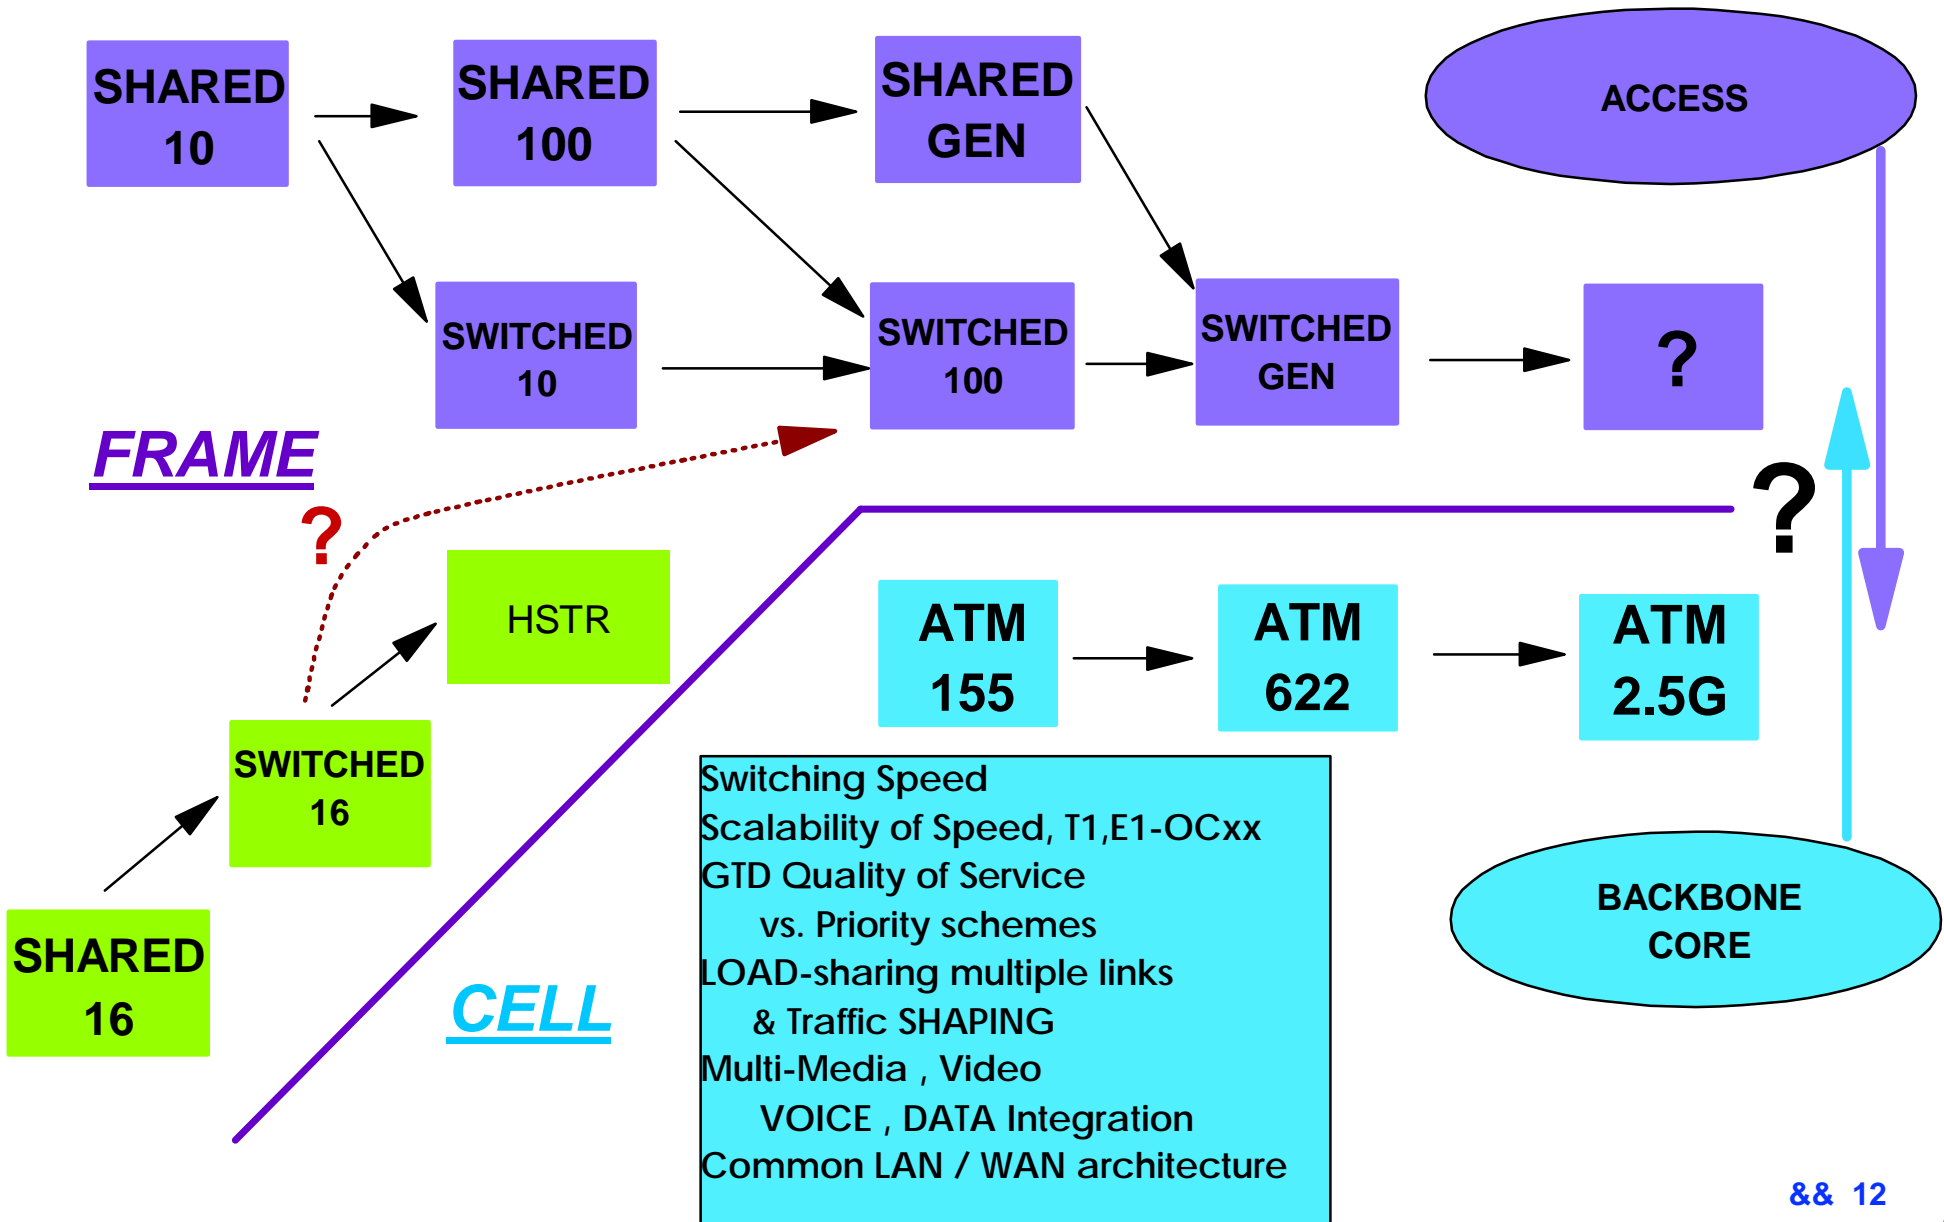 SHARED
10
SHARED
100
SHARED
GEN
ACCESS
SWITCHED
10
SWITCHED
100
SWITCHED
GEN
?
FRAME
?
?
HSTR
ATM
155
ATM
622
ATM
2.5G
SWITCHED
16
SHARED
16
CELL
Switching Speed
Scalability of Speed, T1,E1-OCxx
GTD Quality of Service
vs. Priority schemes
LOAD-sharing multiple links
& Traffic SHAPING
Multi-Media , Video
VOICE , DATA Integration
Common LAN / WAN architecture
BACKBONE
CORE
&& 12